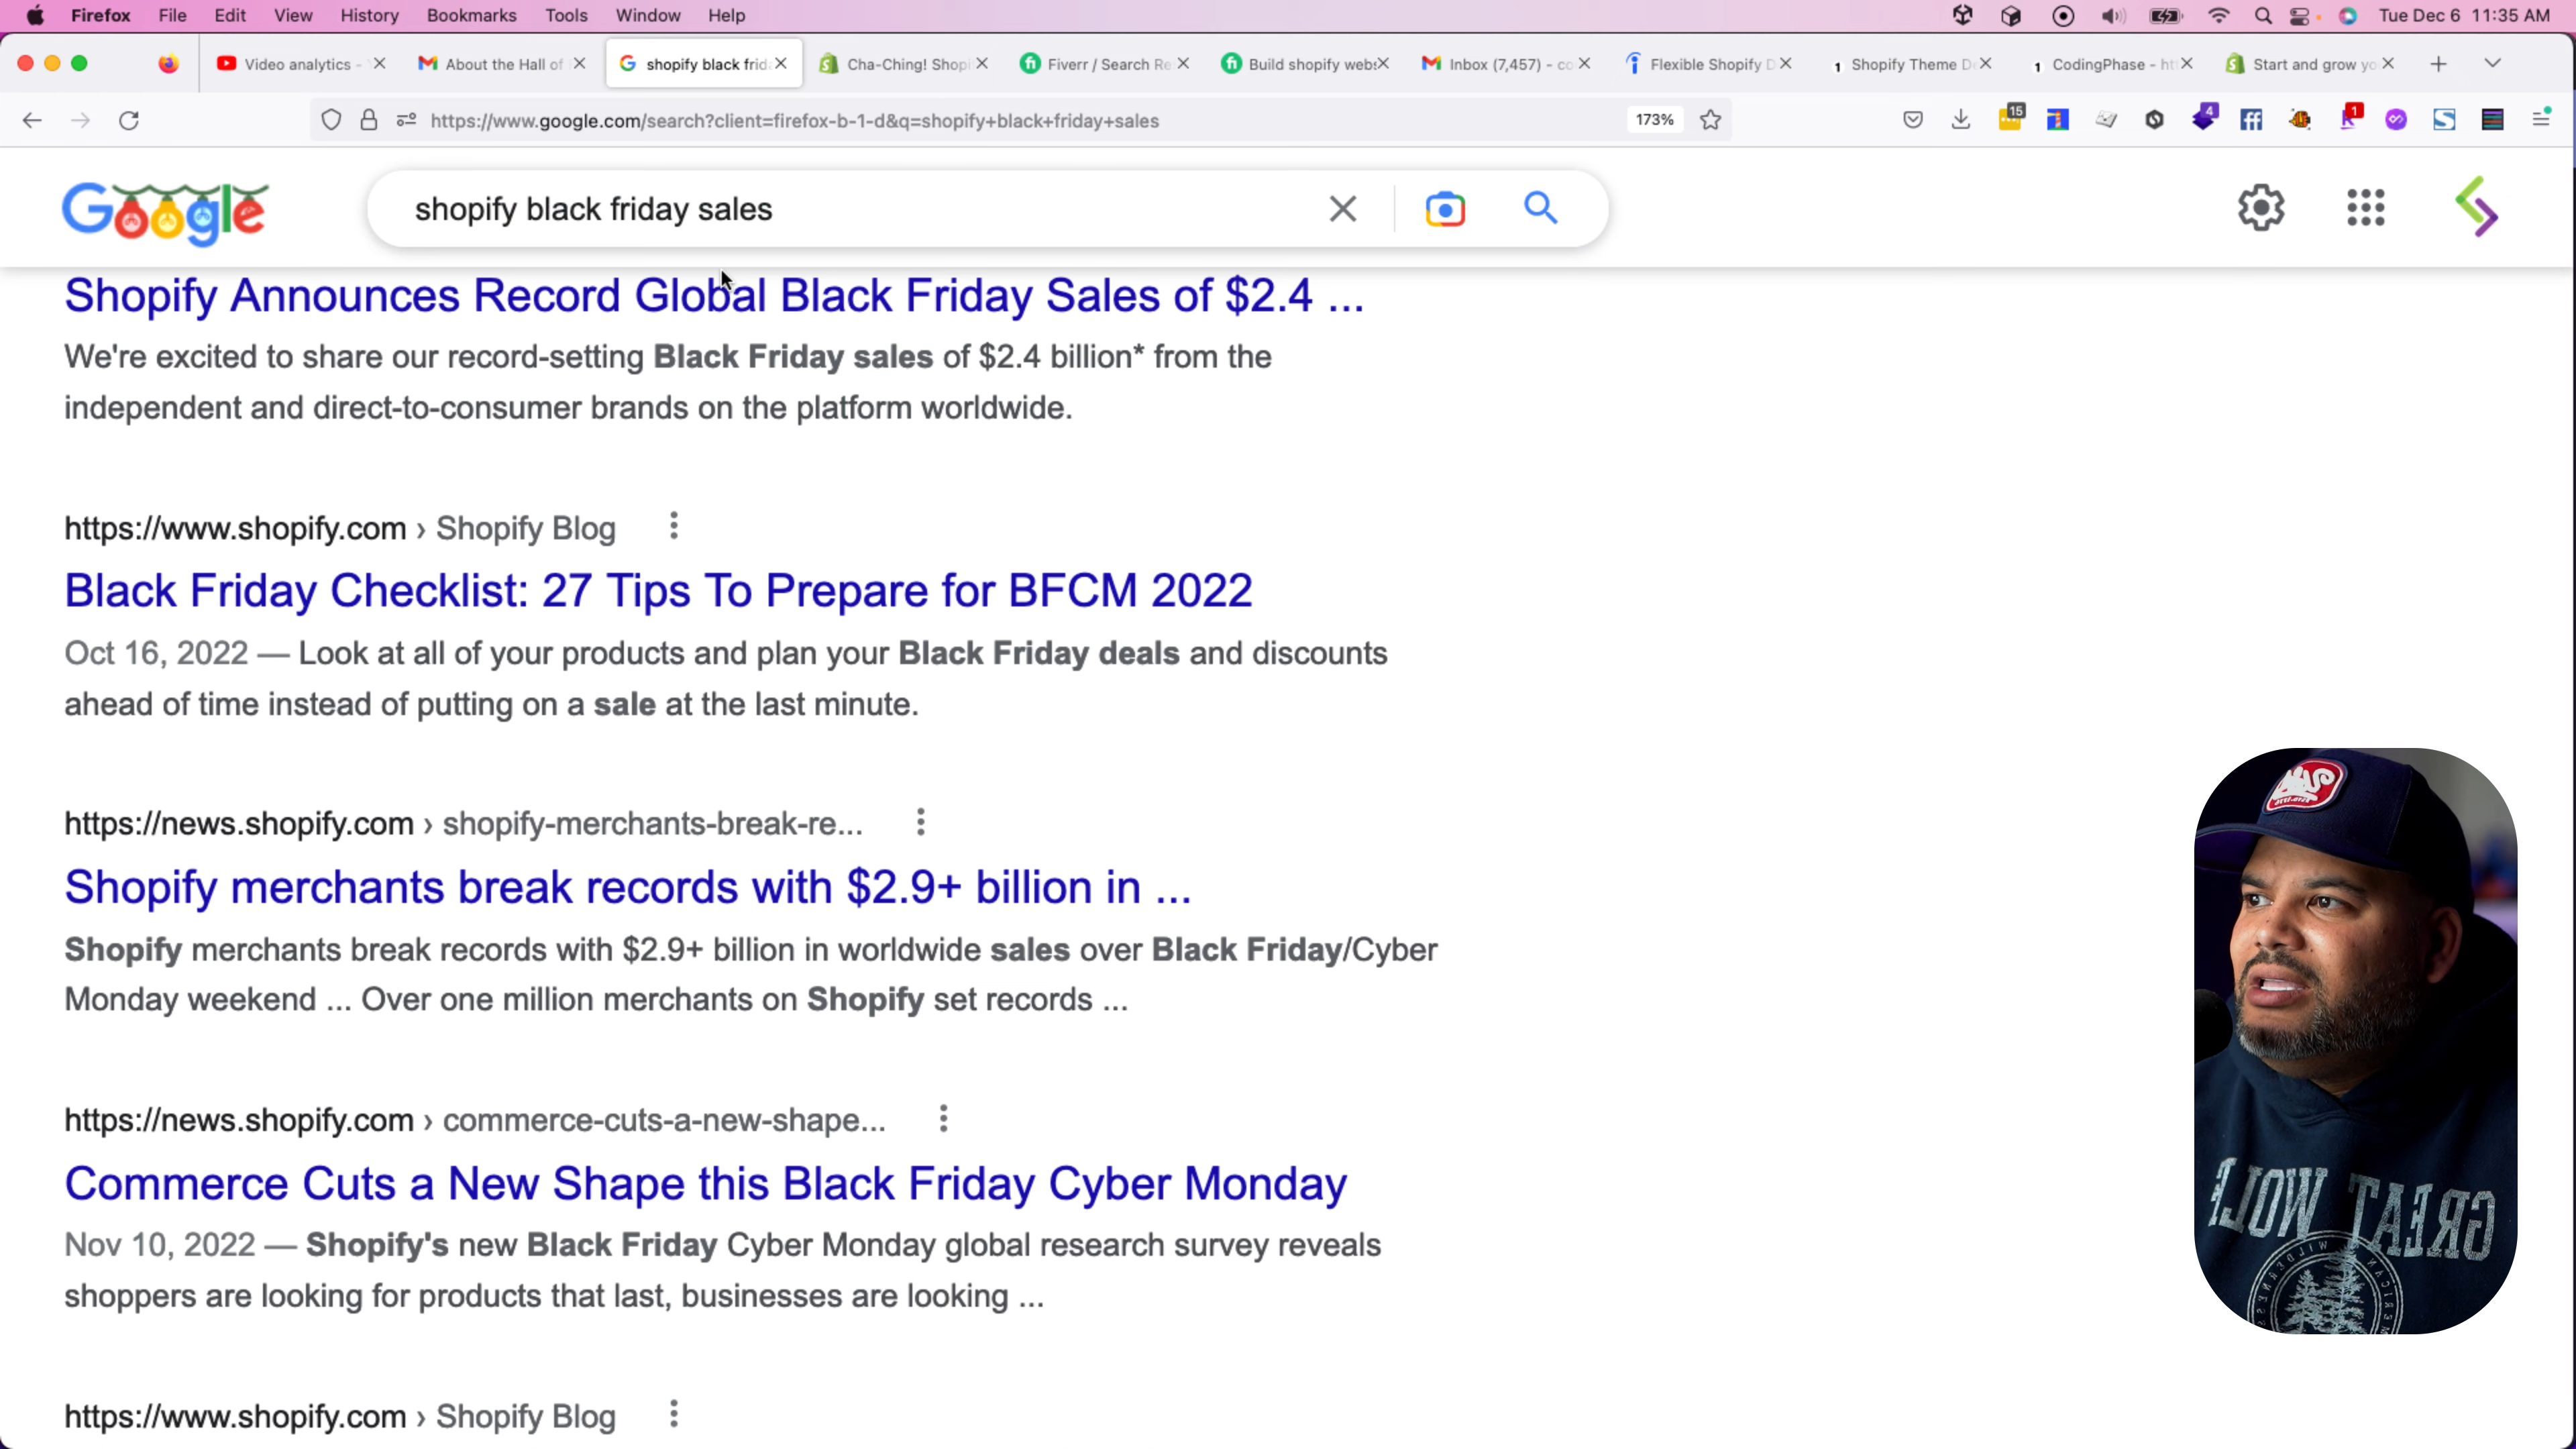 Firefox File Edit View History Bookmarks Tools Window Help Tue Dec 6 11:35 AM
Video analytics - About the Hall of shopify black frid Cha-Ching! Shopi Fiverr / Search Re Build shopify webs Inbox (7,457) - co Flexible Shopify D 1 Shopify Theme D 1 CodingPhase - ht Start and grow yo
https://www.google.com/search?client=firefox-b-1-d&q=shopify+black+friday+sales 173% 15 4 1
Google shopify black friday sales
Shopify Announces Record Global Black Friday Sales of $2.4 ...
We're excited to share our record-setting Black Friday sales of $2.4 billion* from the
independent and direct-to-consumer brands on the platform worldwide.
https://www.shopify.com › Shopify Blog
Black Friday Checklist: 27 Tips To Prepare for BFCM 2022
Oct 16, 2022 — Look at all of your products and plan your Black Friday deals and discounts
ahead of time instead of putting on a sale at the last minute.
https://news.shopify.com › shopify-merchants-break-re...
Shopify merchants break records with $2.9+ billion in ...
Shopify merchants break records with $2.9+ billion in worldwide sales over Black Friday/Cyber
Monday weekend ... Over one million merchants on Shopify set records ...
https://news.shopify.com › commerce-cuts-a-new-shape...
Commerce Cuts a New Shape this Black Friday Cyber Monday
Nov 10, 2022 — Shopify's new Black Friday Cyber Monday global research survey reveals
shoppers are looking for products that last, businesses are looking ...
https://www.shopify.com › Shopify Blog
GREAT WOLF